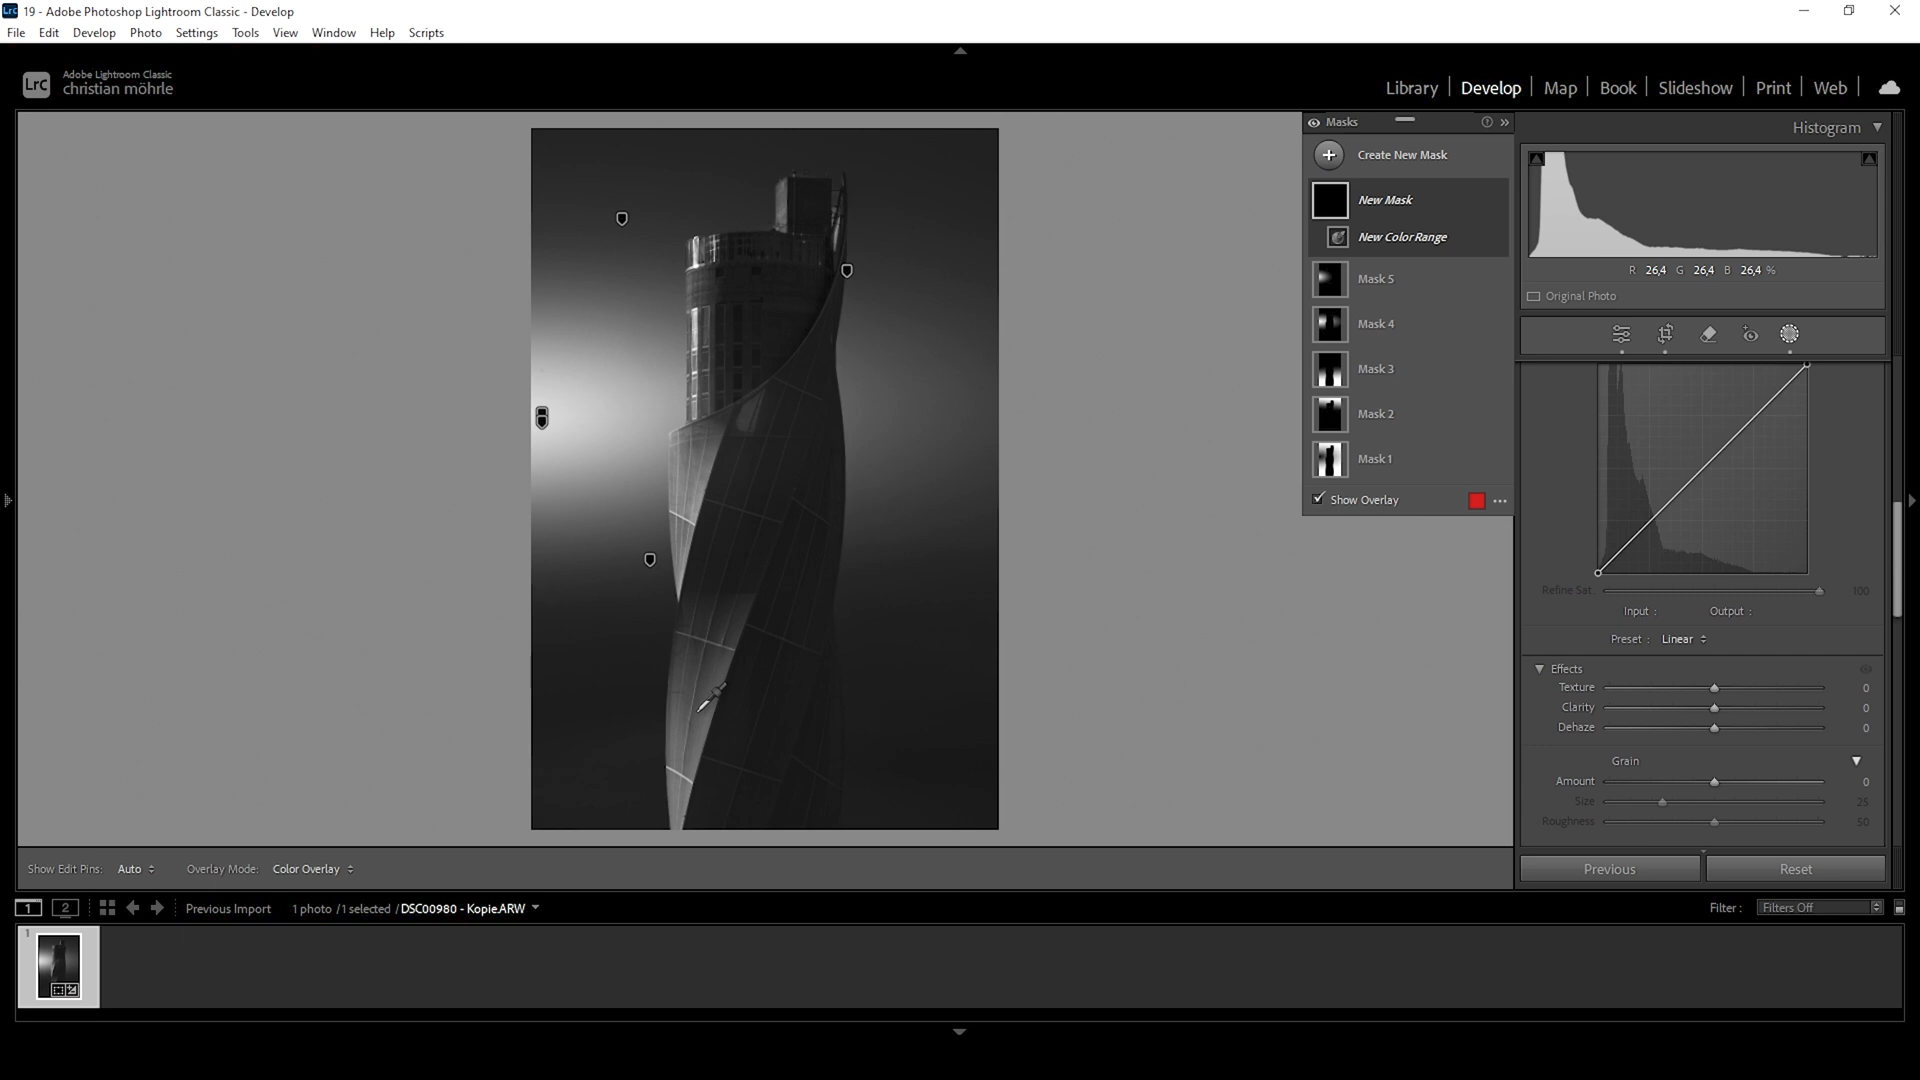 Lrc 19 - Adobe Photoshop Lightroom Classic - Develop
File Edit Develop Photo Settings Tools View Window Help Scripts
LrC
Adobe Lightroom Classic
christian möhrle
Library Develop Map Book Slideshow Print Web
Masks
Create New Mask
New Mask
New Color Range
Mask 5
Mask 4
Mask 3
Mask 2
Mask 1
Show Overlay
Histogram
R 26,4 G 26,4 B 26,4 %
Original Photo
Refine Sat. 100
Input : Output :
Preset : Linear
Effects
Texture 0
Clarity 0
Dehaze 0
Grain
Amount 0
Size 25
Roughness 50
Previous Reset
Show Edit Pins: Auto Overlay Mode: Color Overlay
1 2 Previous Import 1 photo / 1 selected / DSC00980 - Kopie.ARW Filter : Filters Off
1